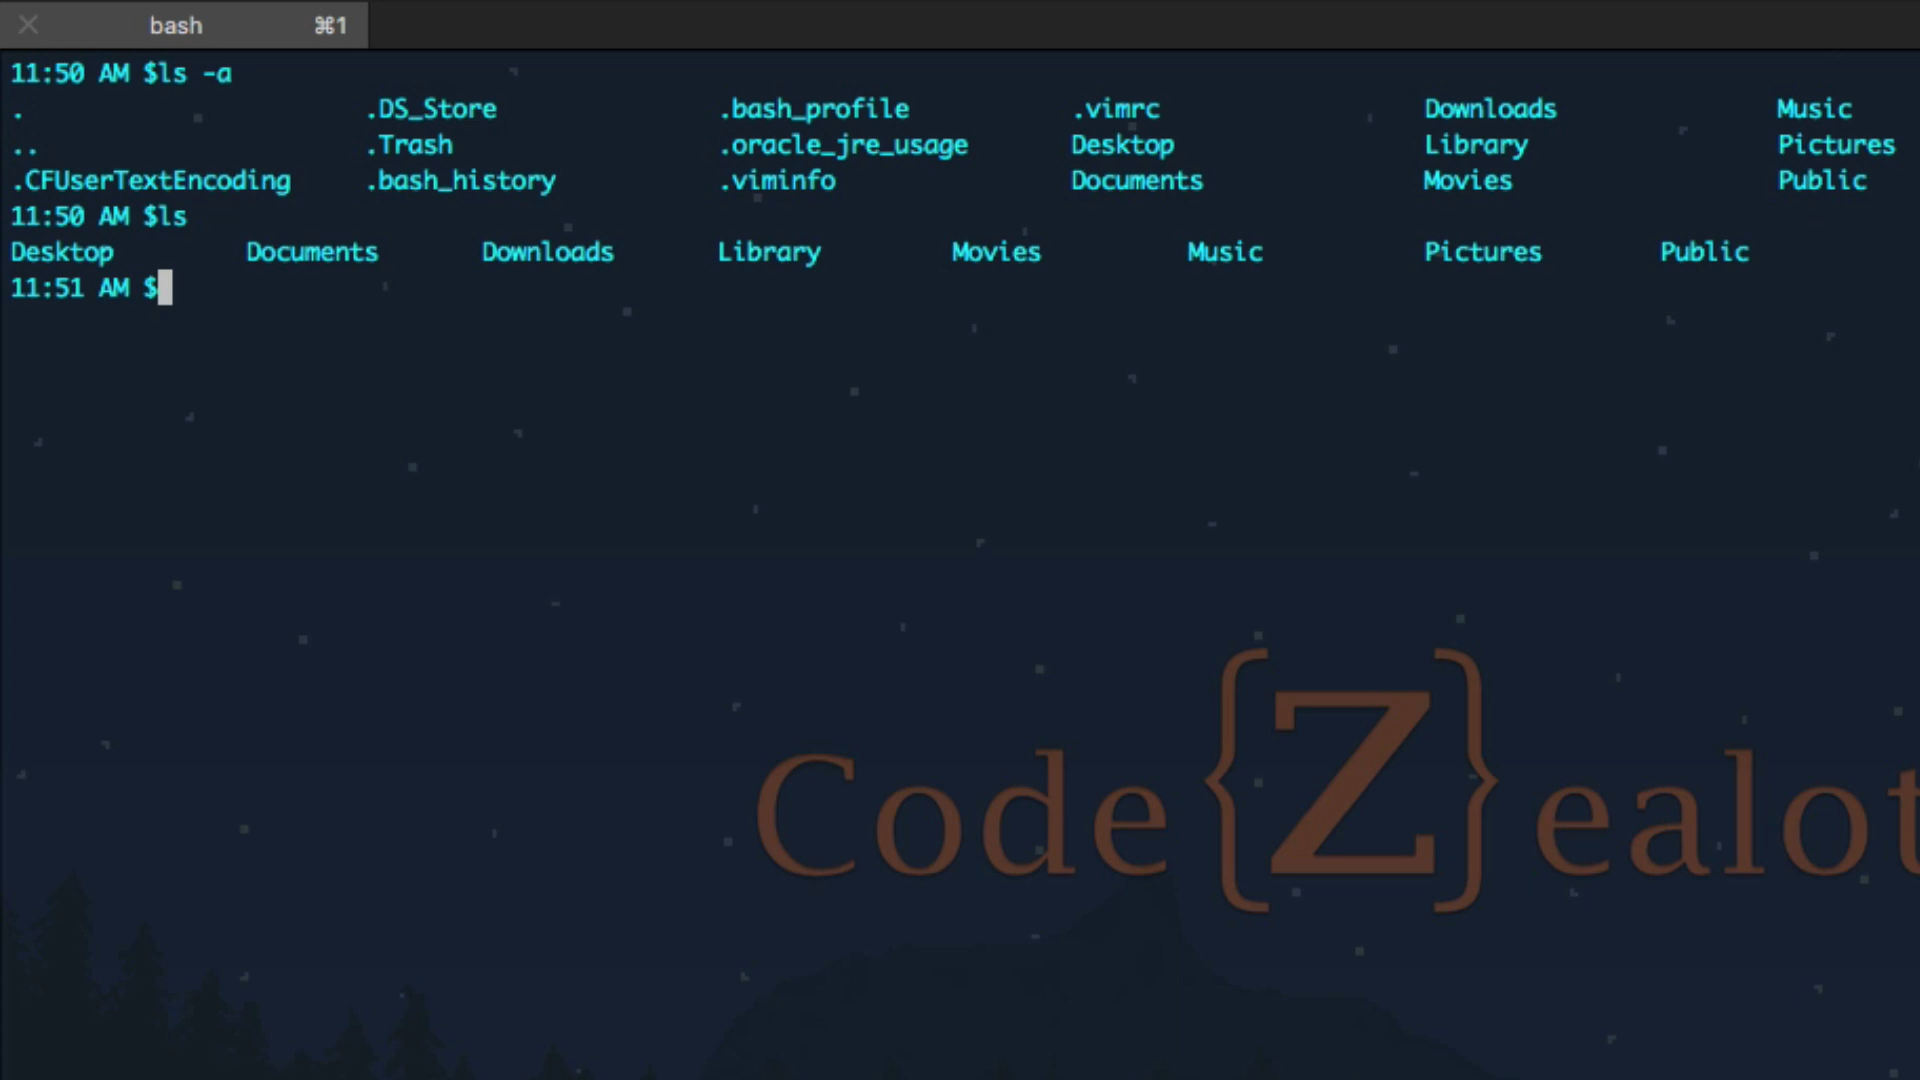 bash ⌘1
11:50 AM $ls -a
. .DS_Store .bash_profile .vimrc Downloads Music
.. .Trash .oracle_jre_usage Desktop Library Pictures
.CFUserTextEncoding .bash_history .viminfo Documents Movies Public
11:50 AM $ls
Desktop Documents Downloads Library Movies Music Pictures Public
11:51 AM $
Code{Z}ealot